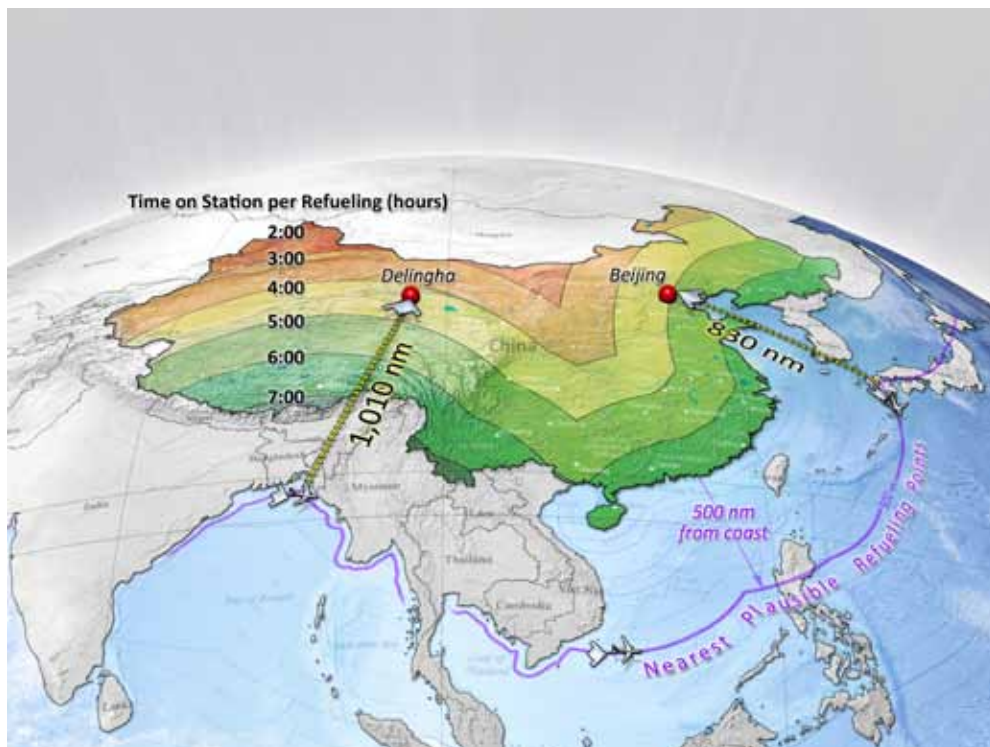 Time on Station per Refueling (hours)
2:00
3:00
4:00
5:00
6:00
7:00
Delingha
Beijing
830 nm
China
1,010 nm
Bangladesh
Myanmar
India
Laos
Thailand
Cambodia
500 nm
from coast
Nearest Plausible Refueling Points